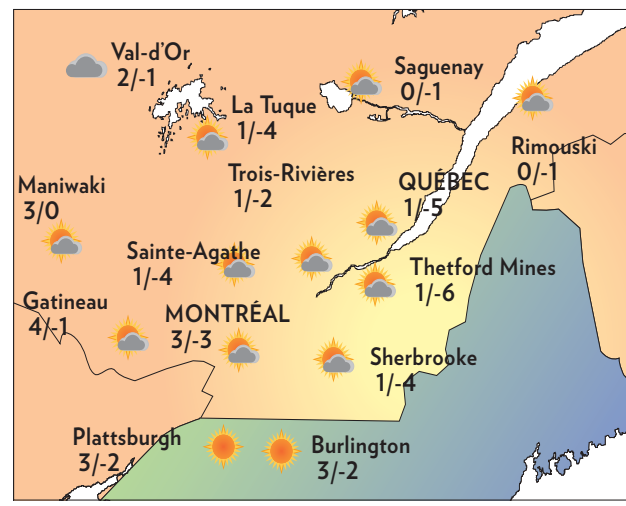 Val-d'Or
2/-1
Saguenay
0/-1
La Tuque
1/-4
Rimouski
0/-1
Trois-Rivières
1/-2
QUÉBEC
1/-5
Maniwaki
3/0
Sainte-Agathe
1/-4
Thetford Mines
1/-6
Gatineau
4/-1
MONTRÉAL
3/-3
Sherbrooke
1/-4
Plattsburgh
3/-2
Burlington
3/-2